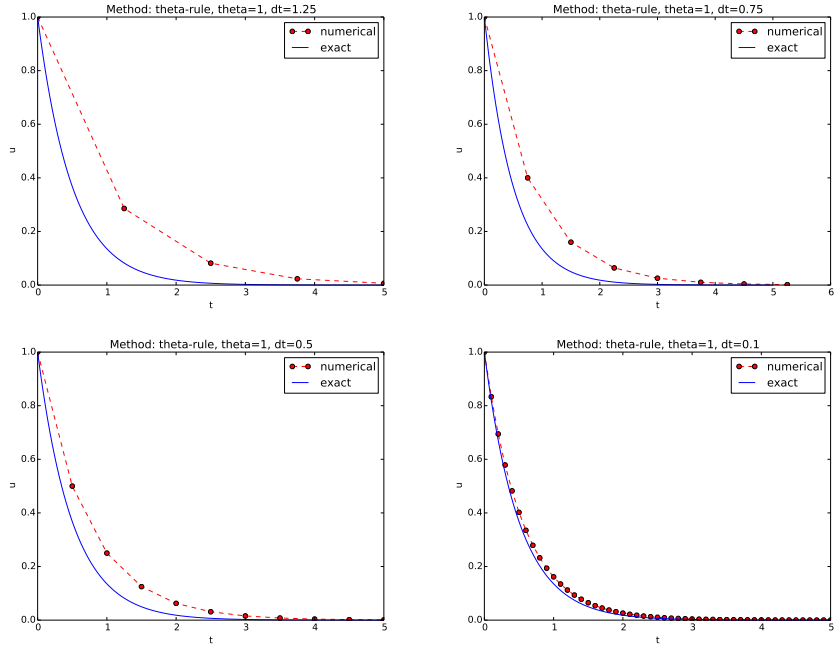 Method: theta-rule, theta=1, dt=1.25
numerical
exact
1.0
0.8
0.6
0.4
0.2
0.0
u
0 1 2 3 4 5
t
Method: theta-rule, theta=1, dt=0.75
numerical
exact
1.0
0.8
0.6
0.4
0.2
0.0
u
0 1 2 3 4 5 6
t
Method: theta-rule, theta=1, dt=0.5
numerical
exact
1.0
0.8
0.6
0.4
0.2
0.0
u
0 1 2 3 4 5
t
Method: theta-rule, theta=1, dt=0.1
numerical
exact
1.0
0.8
0.6
0.4
0.2
0.0
u
0 1 2 3 4 5
t